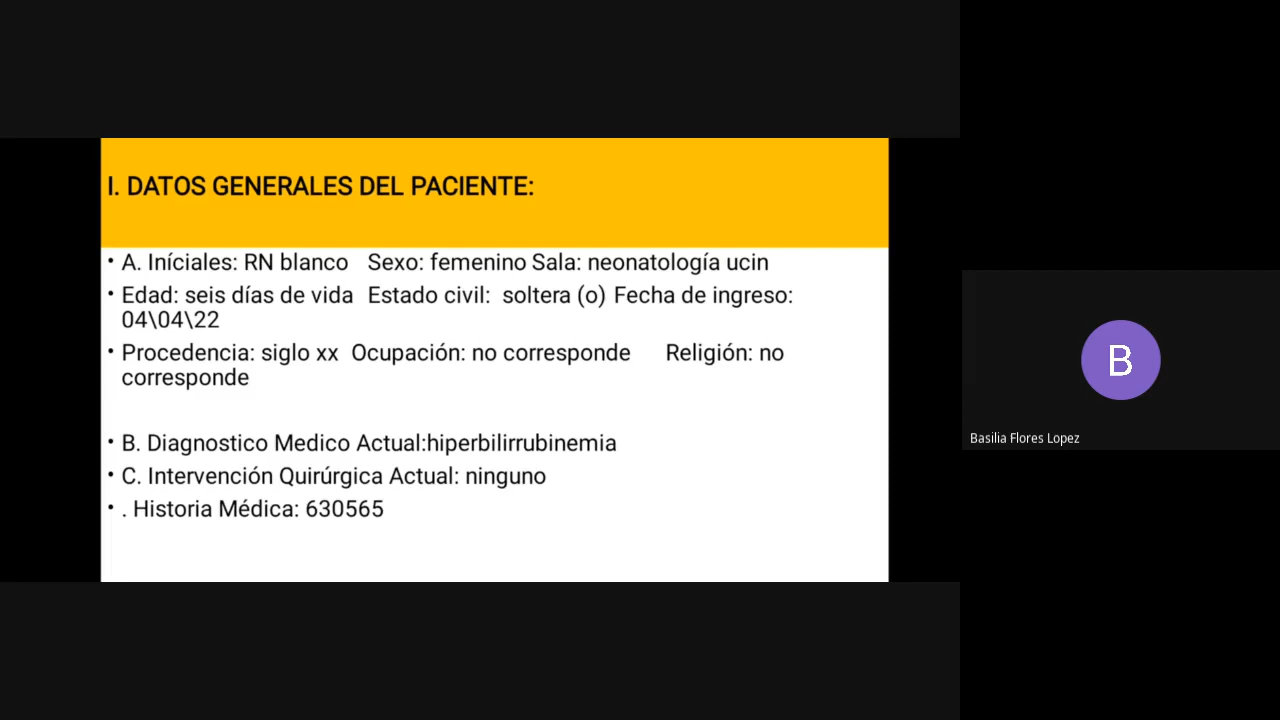 I. DATOS GENERALES DEL PACIENTE:
• A. Iníciales: RN blanco Sexo: femenino Sala: neonatología ucin
• Edad: seis días de vida Estado civil: soltera (o) Fecha de ingreso:
04\04\22
• Procedencia: siglo xx Ocupación: no corresponde Religión: no
corresponde
• B. Diagnostico Medico Actual:hiperbilirrubinemia
• C. Intervención Quirúrgica Actual: ninguno
• . Historia Médica: 630565
B
Basilia Flores Lopez